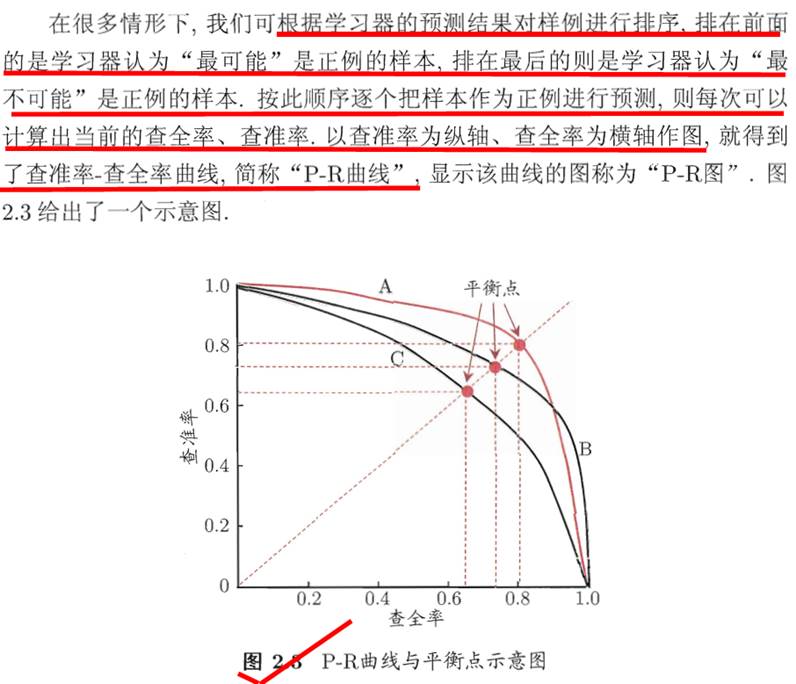 在很多情形下, 我们可根据学习器的预测结果对样例进行排序, 排在前面
的是学习器认为“最可能”是正例的样本, 排在最后的则是学习器认为“最
不可能”是正例的样本. 按此顺序逐个把样本作为正例进行预测, 则每次可以
计算出当前的查全率、查准率. 以查准率为纵轴、查全率为横轴作图, 就得到
了查准率-查全率曲线, 简称“P-R曲线”, 显示该曲线的图称为“P-R图”. 图
2.3 给出了一个示意图.
1.0
A
平衡点
0.8
C
0.6
查准率
B
0.4
0.2
0
0.2 0.4 0.6 0.8 1.0
查全率
图 2.3 P-R曲线与平衡点示意图